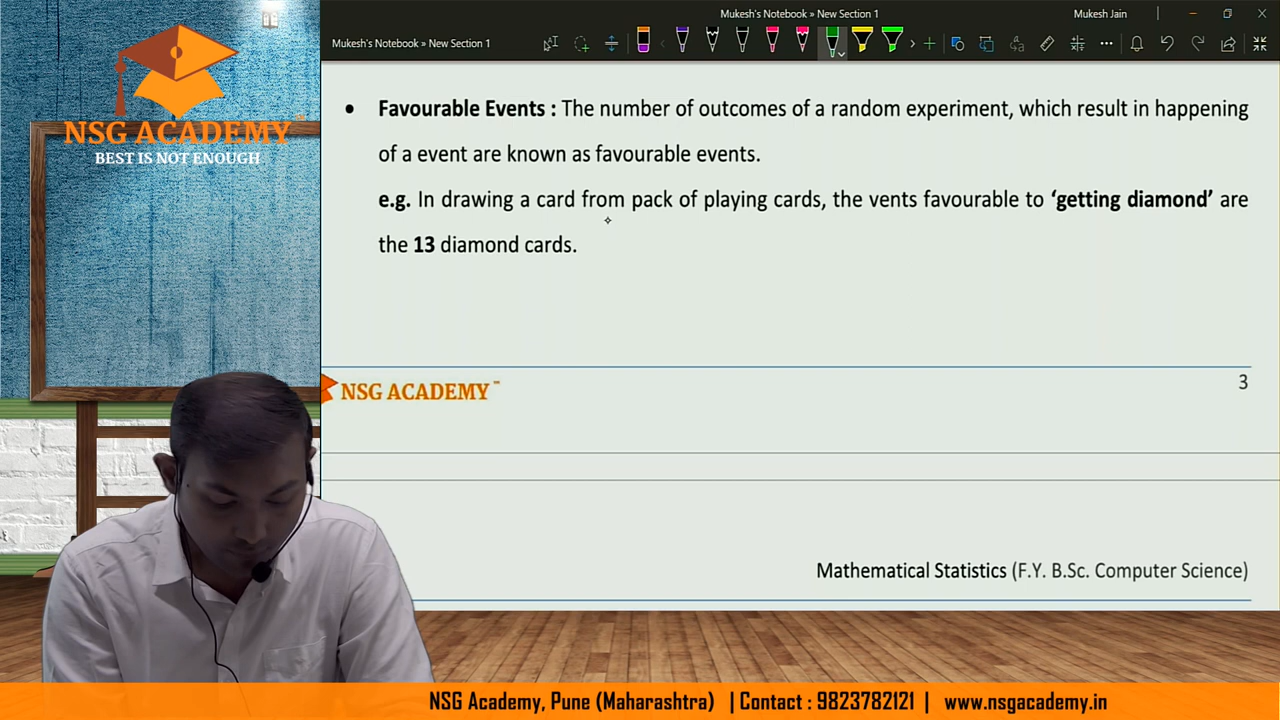 NSG ACADEMY™
BEST IS NOT ENOUGH
Mukesh's Notebook » New Section 1
Mukesh Jain
Mukesh's Notebook » New Section 1
• Favourable Events : The number of outcomes of a random experiment, which result in happening
of a event are known as favourable events.
e.g. In drawing a card from pack of playing cards, the vents favourable to ‘getting diamond’ are
the 13 diamond cards.
NSG ACADEMY™
3
Mathematical Statistics (F.Y. B.Sc. Computer Science)
NSG Academy, Pune (Maharashtra) | Contact : 9823782121 | www.nsgacademy.in